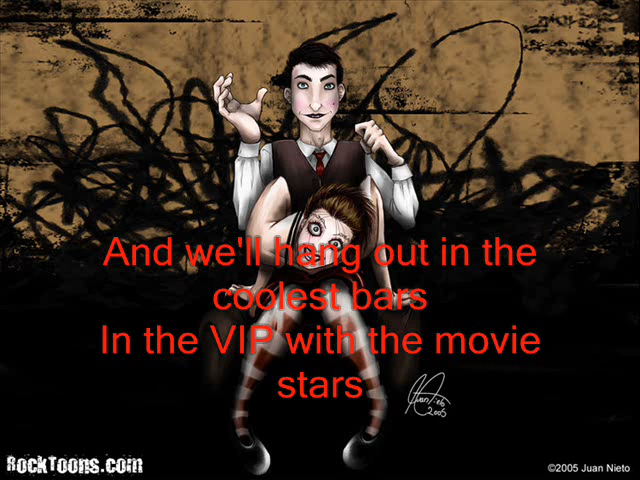 And we'll hang out in the
coolest bars
In the VIP with the movie
stars
2005
RockToons.com
©2005 Juan Nieto